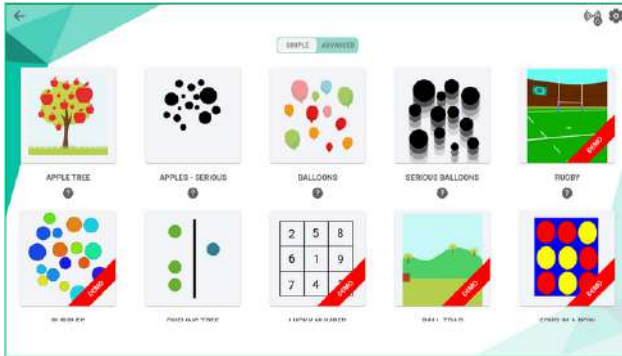 SIMPLE ADVANCED
APPLE TREE
APPLES - SERIOUS
BALLOONS
SERIOUS BALLOONS
RUGBY
DEMO
? ? ? ? ?
2 5 8
6 1 9
7 4
DEMO
DEMO
DEMO
DEMO